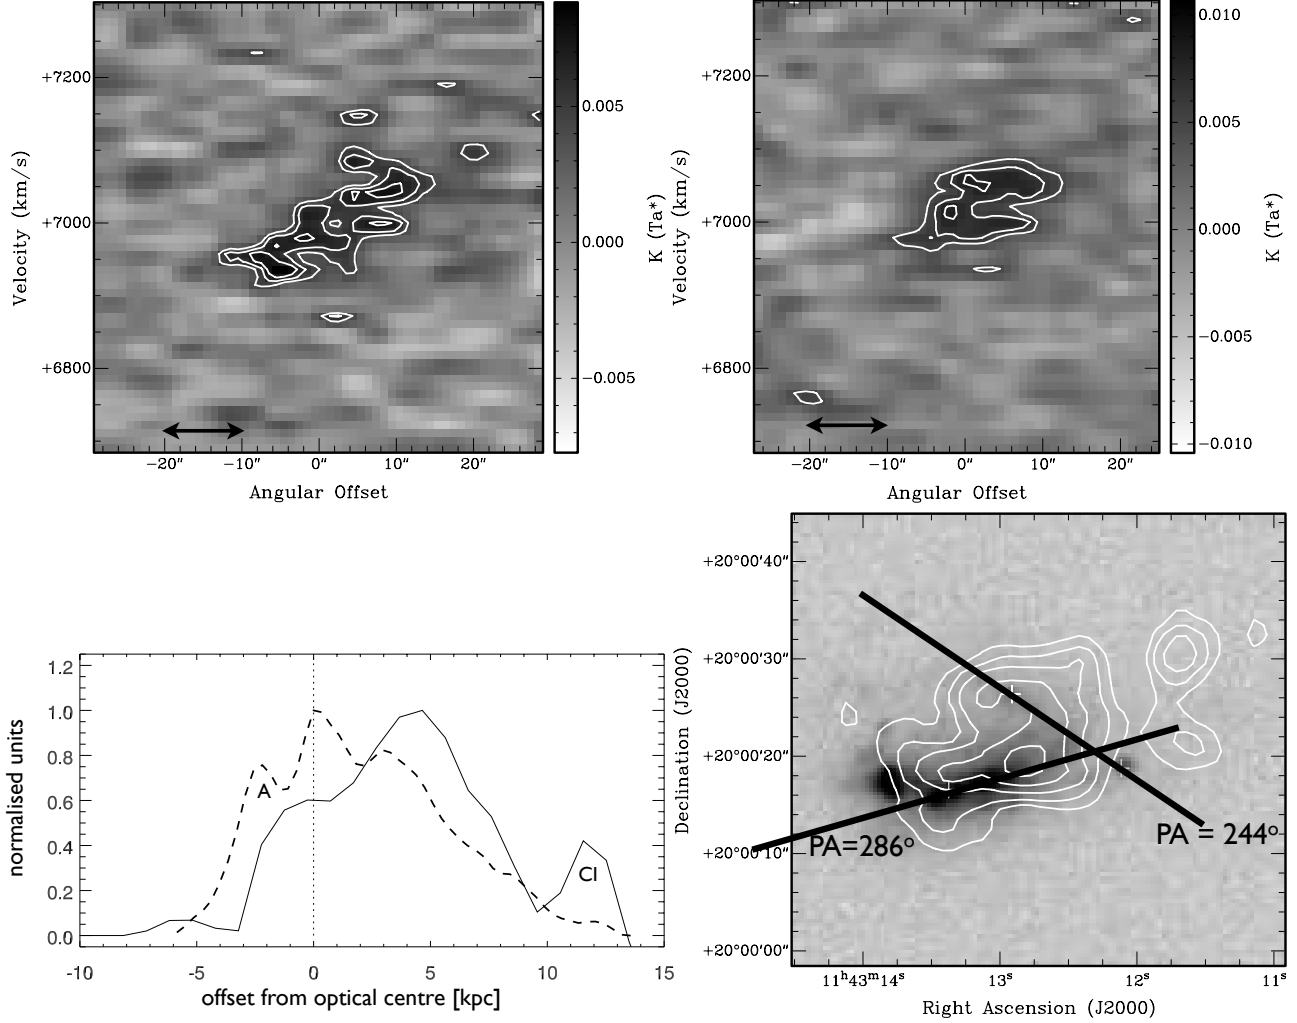 +7200
+7000
+6800
Velocity (km/s)
−20″ −10″ 0″ 10″ 20″
Angular Offset
0.005
0.000
−0.005
K (Ta*)
+7200
+7000
+6800
Velocity (km/s)
−20″ −10″ 0″ 10″ 20″
Angular Offset
0.010
0.005
0.000
−0.005
−0.010
K (Ta*)
1.2
1.0
0.8
0.6
0.4
0.2
0.0
normalised units
A
CI
-10 -5 0 5 10 15
offset from optical centre [kpc]
+20°00′40″
+20°00′30″
+20°00′20″
+20°00′10″
+20°00′00″
Declination (J2000)
PA=286o
PA = 244o
11h43m14s 13s 12s 11s
Right Ascension (J2000)